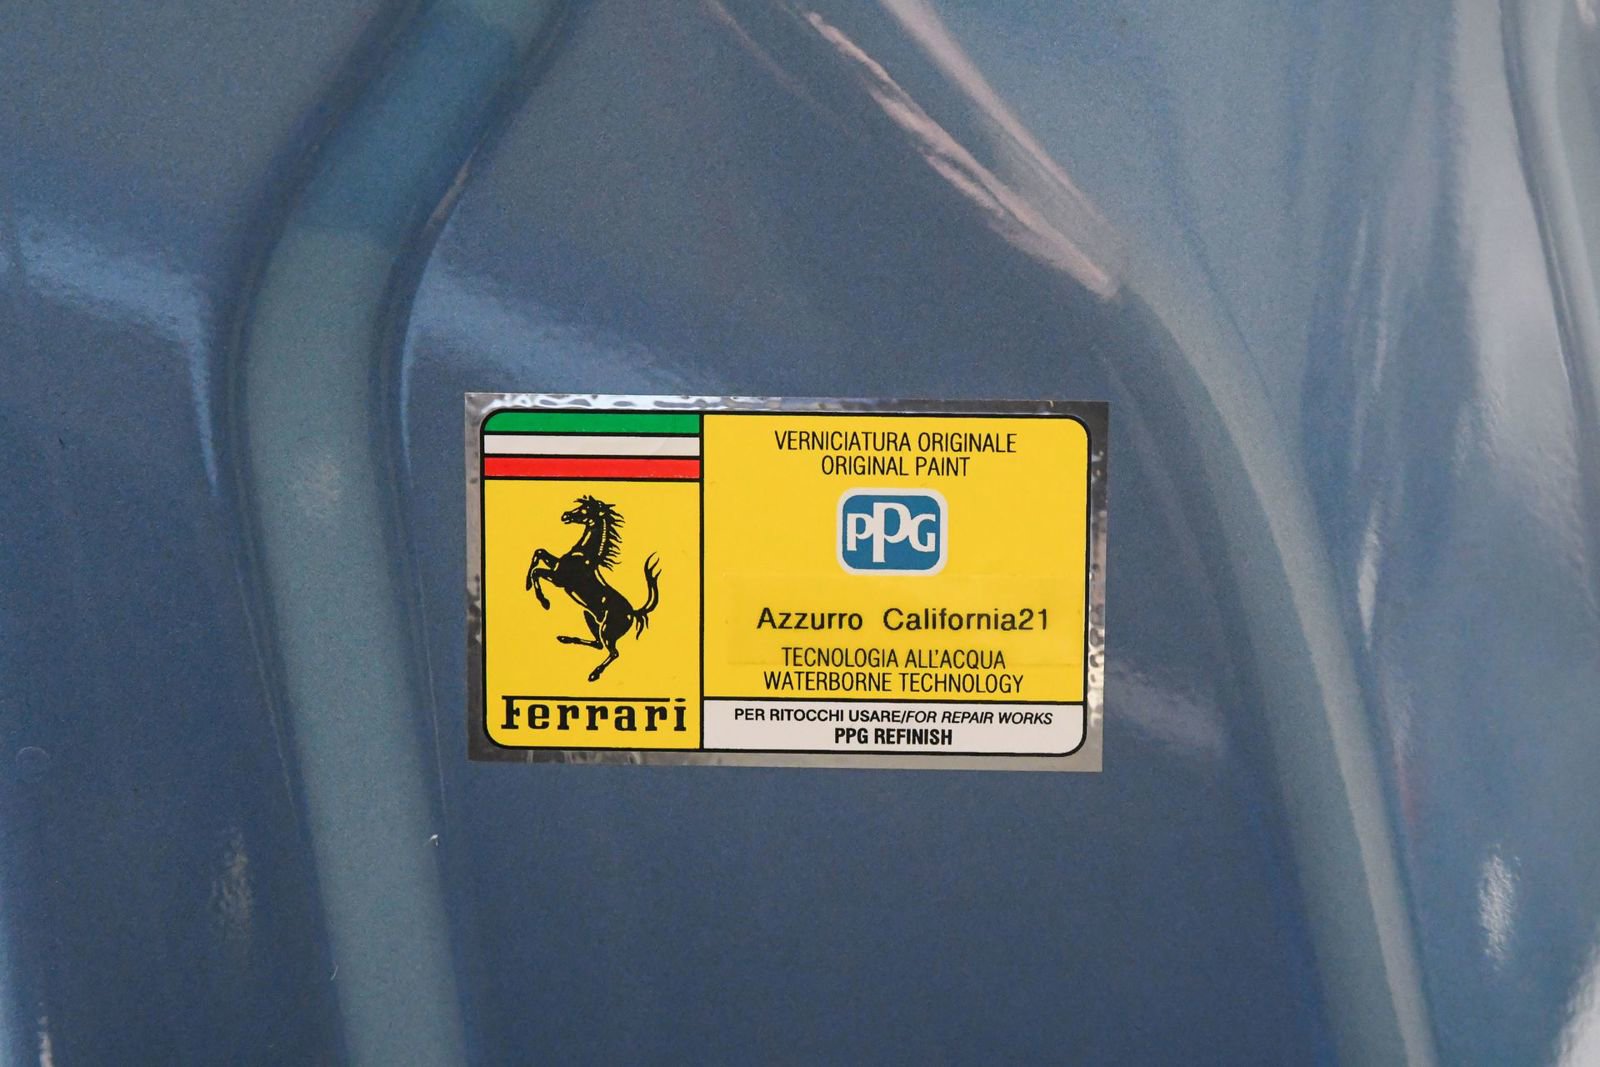 Ferrari
VERNICIATURA ORIGINALE
ORIGINAL PAINT
PPG
Azzurro California21
TECNOLOGIA ALL'ACQUA
WATERBORNE TECHNOLOGY
PER RITOCCHI USARE/FOR REPAIR WORKS
PPG REFINISH